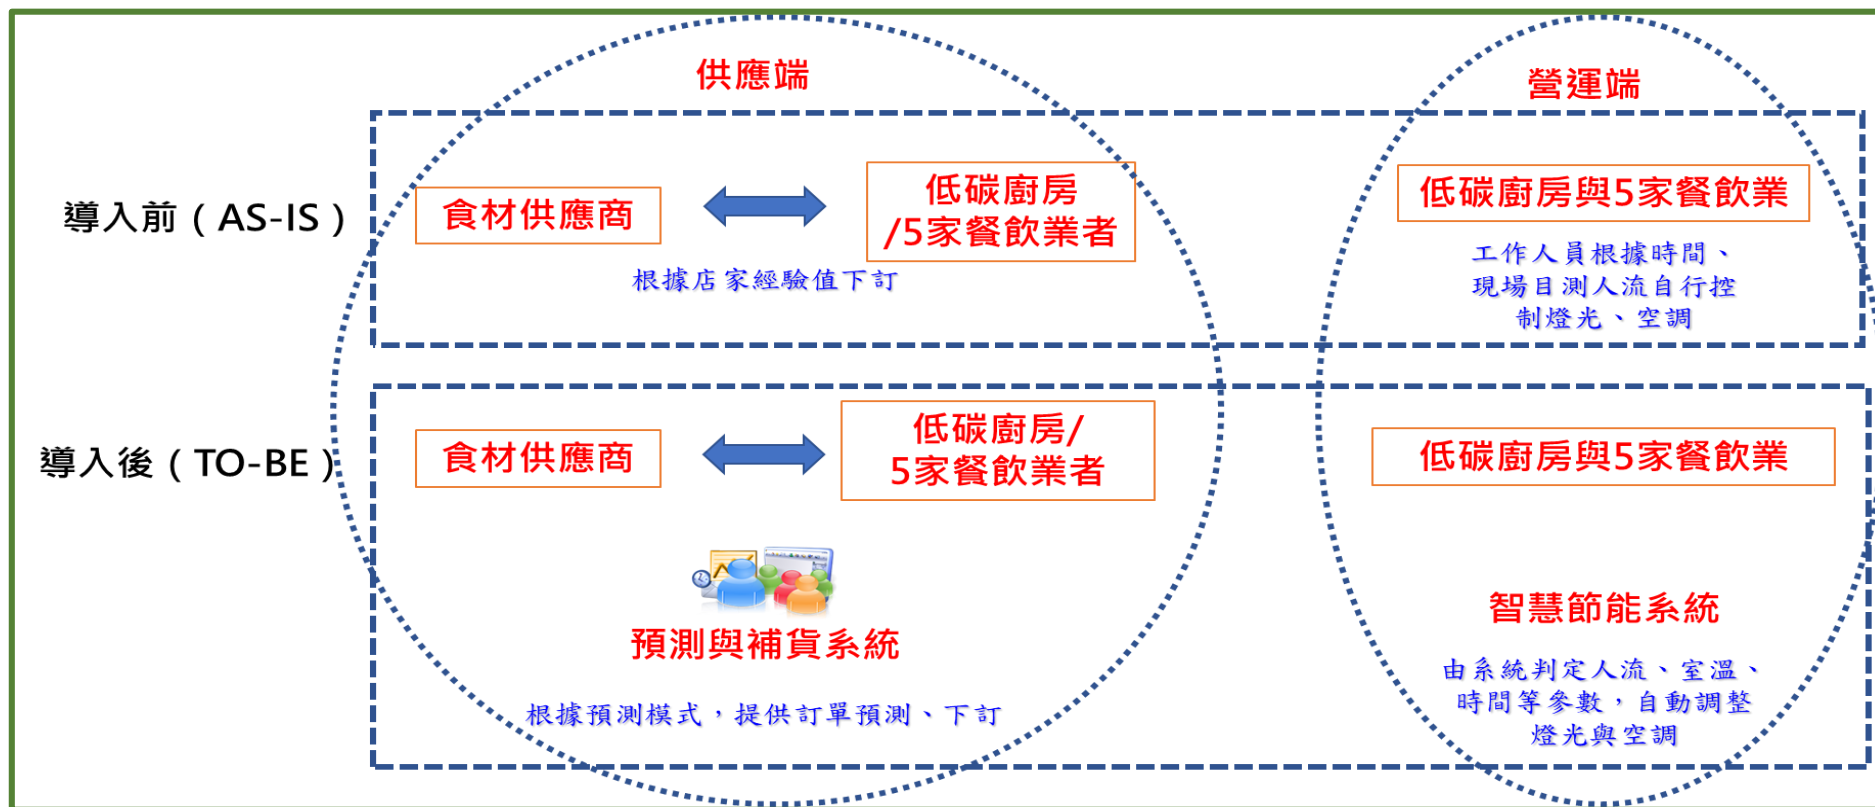 供應端
營運端
導入前（AS-IS）
食材供應商
低碳廚房
/5家餐飲業者
根據店家經驗值下訂
低碳廚房與5家餐飲業
工作人員根據時間、
現場目測人流自行控
制燈光、空調
導入後（TO-BE）
食材供應商
低碳廚房/
5家餐飲業者
預測與補貨系統
根據預測模式，提供訂單預測、下訂
低碳廚房與5家餐飲業
智慧節能系統
由系統判定人流、室溫、
時間等參數，自動調整
燈光與空調